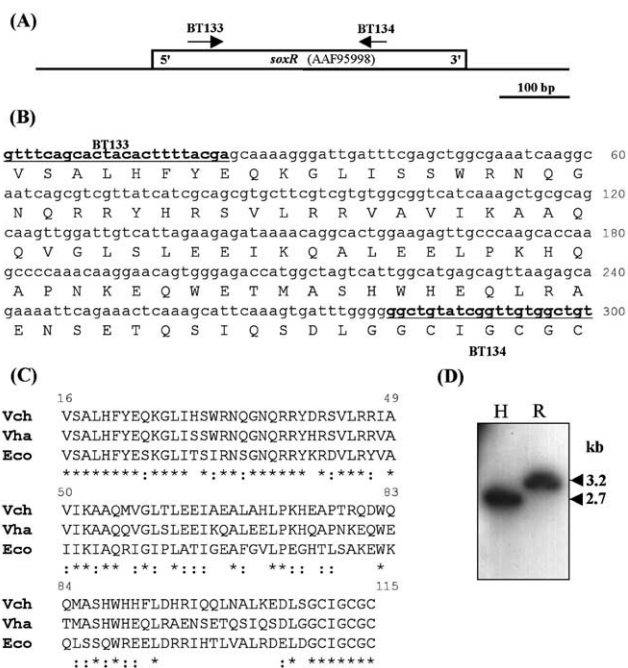 (A)
BT133 BT134
5' soxR (AAF95998) 3'
100 bp
(B)
BT133
gtttcagcactacacttttacgagcaaaagggattgatttcgagctggcgaaatcaaggc 60
V S A L H F Y E Q K G L I S S W R N Q G
aatcagcgtcgttatcatcgcagcgtgcttcgtcgtgtggcggtcatcaaagctgcgcag 120
N Q R R Y H R S V L R R V A V I K A A Q
caagttggattgtcattagaagagataaaacaggcactggaagagttgcccaagcaccaa 180
Q V G L S L E E I K Q A L E E L P K H Q
gccccaaacaaggaacagtgggagaccatggctagtcattggcatgagcagttaagagca 240
A P N K E Q W E T M A S H W H E Q L R A
gaaaattcagaaactcaaagcattcaaagtgatttggggggctgtatcggttgtggctgt 300
E N S E T Q S I Q S D L G G C I G C G C
BT134
(C)
16 49
Vch VSALHFYEQKGLIHSWRNQGNQRRYDRSVLRRIA
Vha VSALHFYEQKGLISSWRNQGNQRRYHRSVLRRVA
Eco VSALHFYESKGLITSIRNSGNQRRYKRDVLRYVA
********:**** * **:****** *:*** :*
50 83
Vch VIKAAQMVGLTLEEIAEALAHLPKHEAPTRQDWQ
Vha VIKAAQQVGLSLEEIKQALEELPKHQAPNKEQWE
Eco IIKIAQRIGIPLATIGEAFGVLPEGHTLSAKEWK
84 115
Vch QMASHWHHFLDHRIQQLNALKEDLSGCIGCGC
Vha TMASHWHEQLRAENSETQSIQSDLGGCIGCGC
Eco QLSSQWREELDRRIHTLVALRDELDGCIGCGC
(D)
H R
kb
3.2
2.7